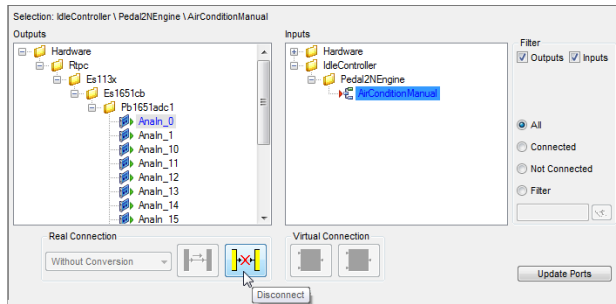 Selection: IdleController \ Pedal2NEngine \ AirConditionManual
Outputs
Hardware
Rtpc
Es113x
Es1651cb
Pb1651adc1
AnaIn_0
AnaIn_1
AnaIn_10
AnaIn_11
AnaIn_12
AnaIn_13
AnaIn_14
AnaIn_15
Inputs
Hardware
IdleController
Pedal2NEngine
AirConditionManual
Filter
Outputs Inputs
All
Connected
Not Connected
Filter
Real Connection
Without Conversion
Virtual Connection
Disconnect
Update Ports